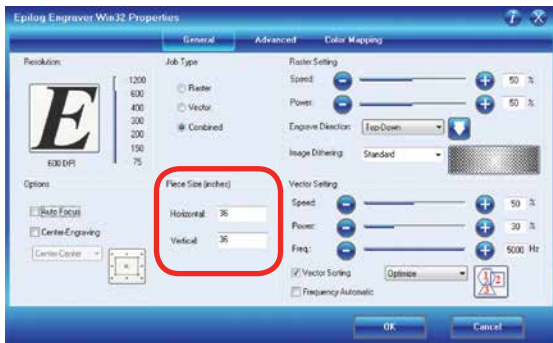 Epilog Engraver Win32 Properties
General Advanced Color Mapping
Resolution:
1200
600
400
300
200
150
75
E
600 DPI
Job Type
Raster
Vector
Combined
Raster Setting
Speed: 50 %
Power: 50 %
Engrave Direction: Top-Down
Image Dithering: Standard
Options
Auto Focus
Center-Engraving
Center-Center
Piece Size (inches)
Horizontal: 36
Vertical: 36
Vector Setting
Speed: 50 %
Power: 30 %
Freq.: 5000 Hz
Vector Sorting Optimize
1 2
3
Frequency Automatic
OK Cancel